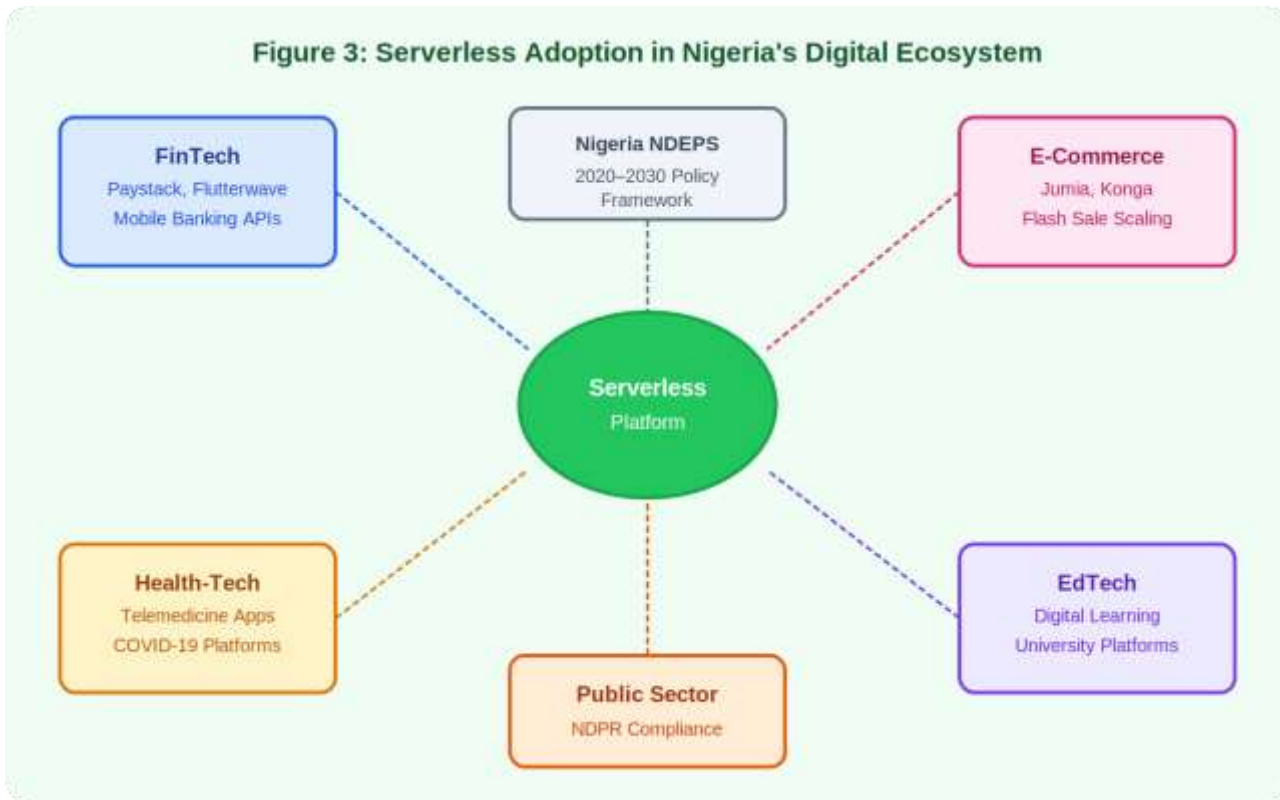 Figure 3: Serverless Adoption in Nigeria's Digital Ecosystem
FinTech
Paystack, Flutterwave
Mobile Banking APIs
Nigeria NDEPS
2020–2030 Policy
Framework
E-Commerce
Jumia, Konga
Flash Sale Scaling
Serverless
Platform
Health-Tech
Telemedicine Apps
COVID-19 Platforms
Public Sector
NDPR Compliance
EdTech
Digital Learning
University Platforms